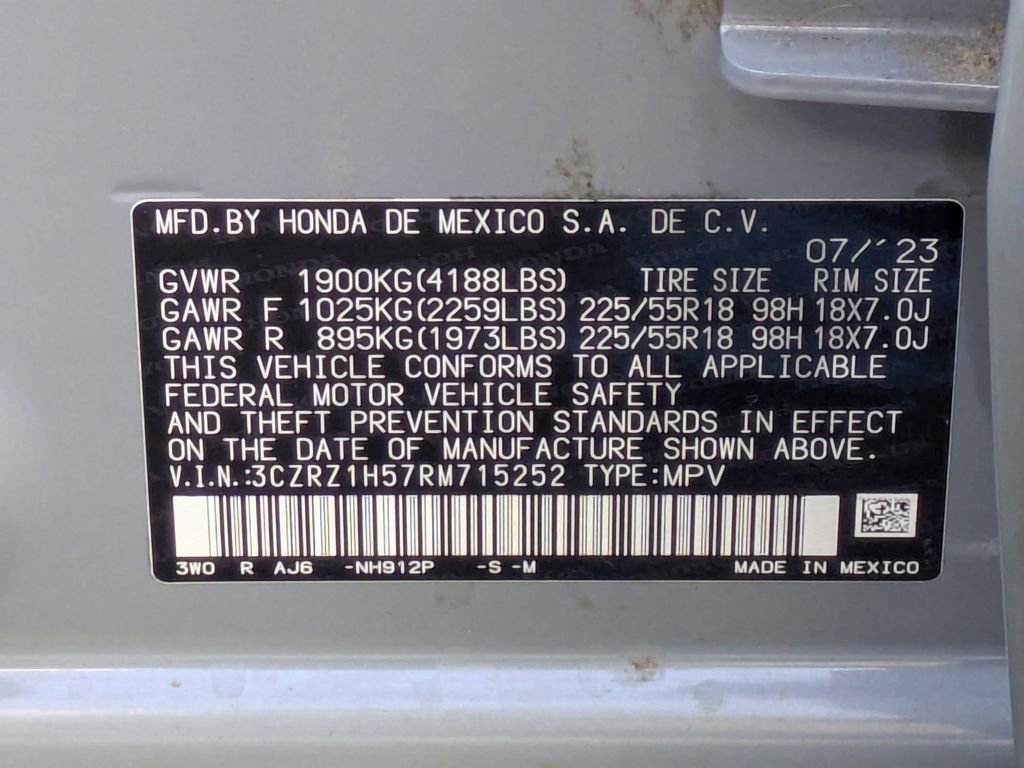 MFD.BY HONDA DE MEXICO S.A. DE C.V.
07/´23
GVWR 1900KG(4188LBS) TIRE SIZE RIM SIZE
GAWR F 1025KG(2259LBS) 225/55R18 98H 18X7.0J
GAWR R 895KG(1973LBS) 225/55R18 98H 18X7.0J
THIS VEHICLE CONFORMS TO ALL APPLICABLE
FEDERAL MOTOR VEHICLE SAFETY
AND THEFT PREVENTION STANDARDS IN EFFECT
ON THE DATE OF MANUFACTURE SHOWN ABOVE.
V.I.N.:3CZRZ1H57RM715252 TYPE:MPV
3W0 R AJ6 -NH912P -S -M MADE IN MEXICO